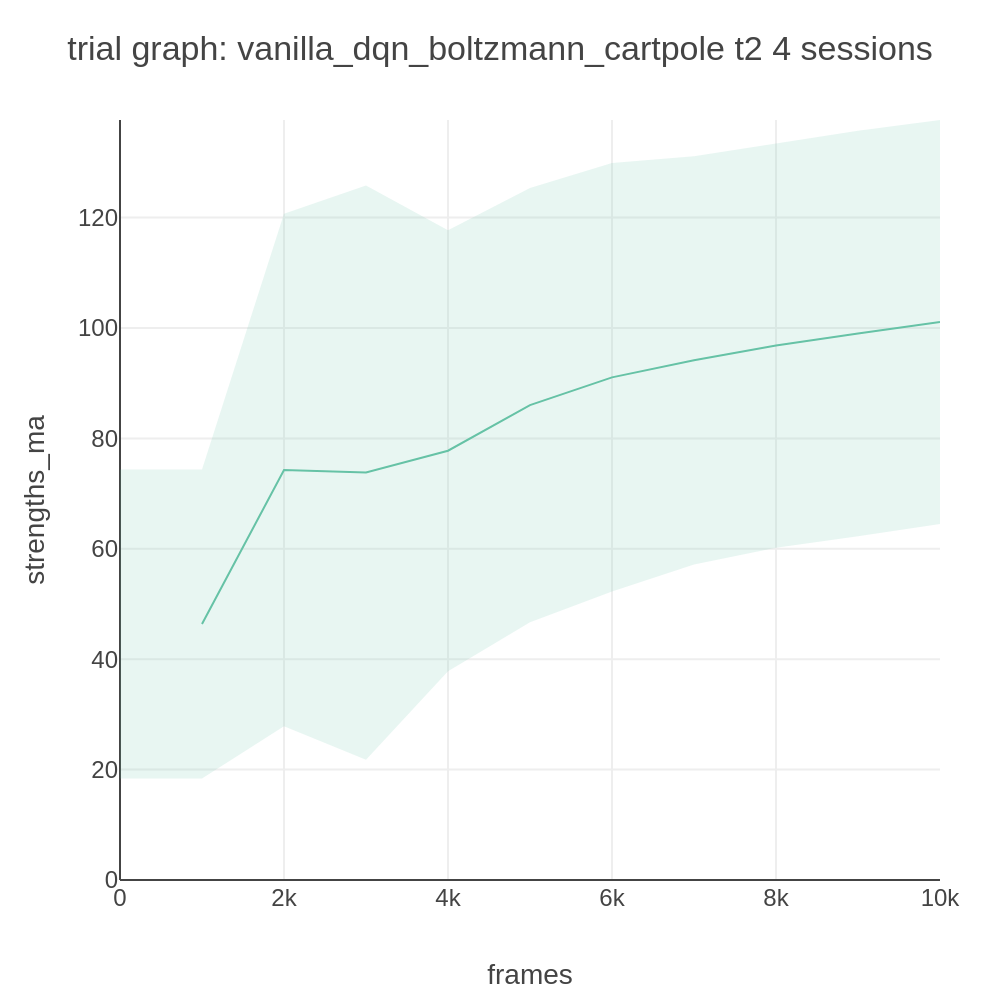 trial graph: vanilla_dqn_boltzmann_cartpole t2 4 sessions
strengths_ma
120
100
80
60
40
20
0
0 2k 4k 6k 8k 10k
frames